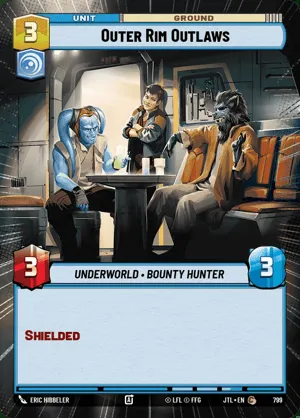 UNIT
GROUND
3
OUTER RIM OUTLAWS
3
UNDERWORLD • BOUNTY HUNTER
3
SHIELDED
ERIC HIBBELER
© LFL © FFG
JTL • EN
C
799